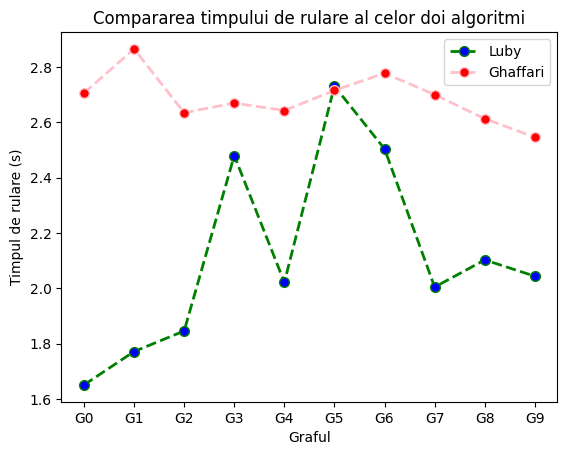 Compararea timpului de rulare al celor doi algoritmi
Luby
Ghaffari
Timpul de rulare (s)
2.8
2.6
2.4
2.2
2.0
1.8
1.6
G0 G1 G2 G3 G4 G5 G6 G7 G8 G9
Graful